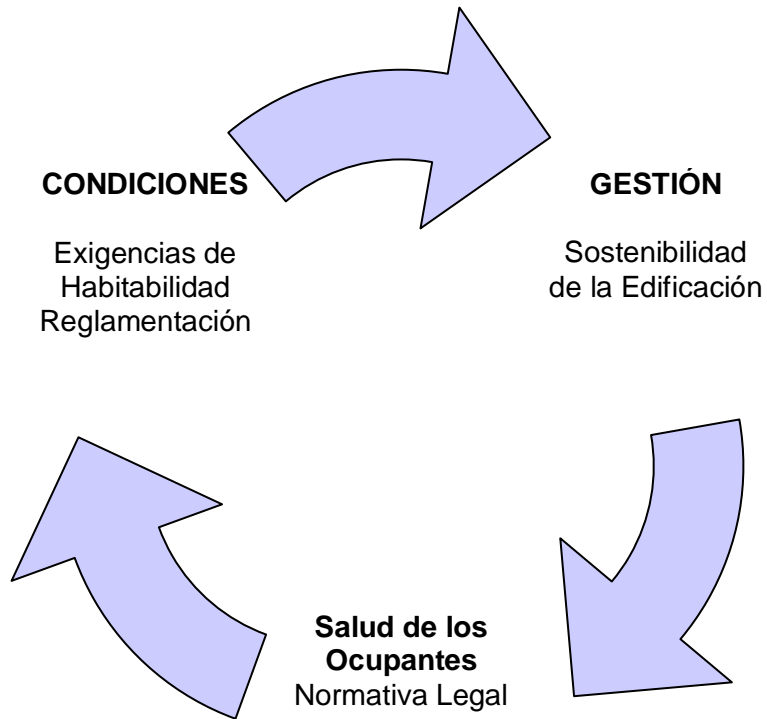 CONDICIONES
Exigencias de
Habitabilidad
Reglamentación
GESTIÓN
Sostenibilidad
de la Edificación
Salud de los
Ocupantes
Normativa Legal